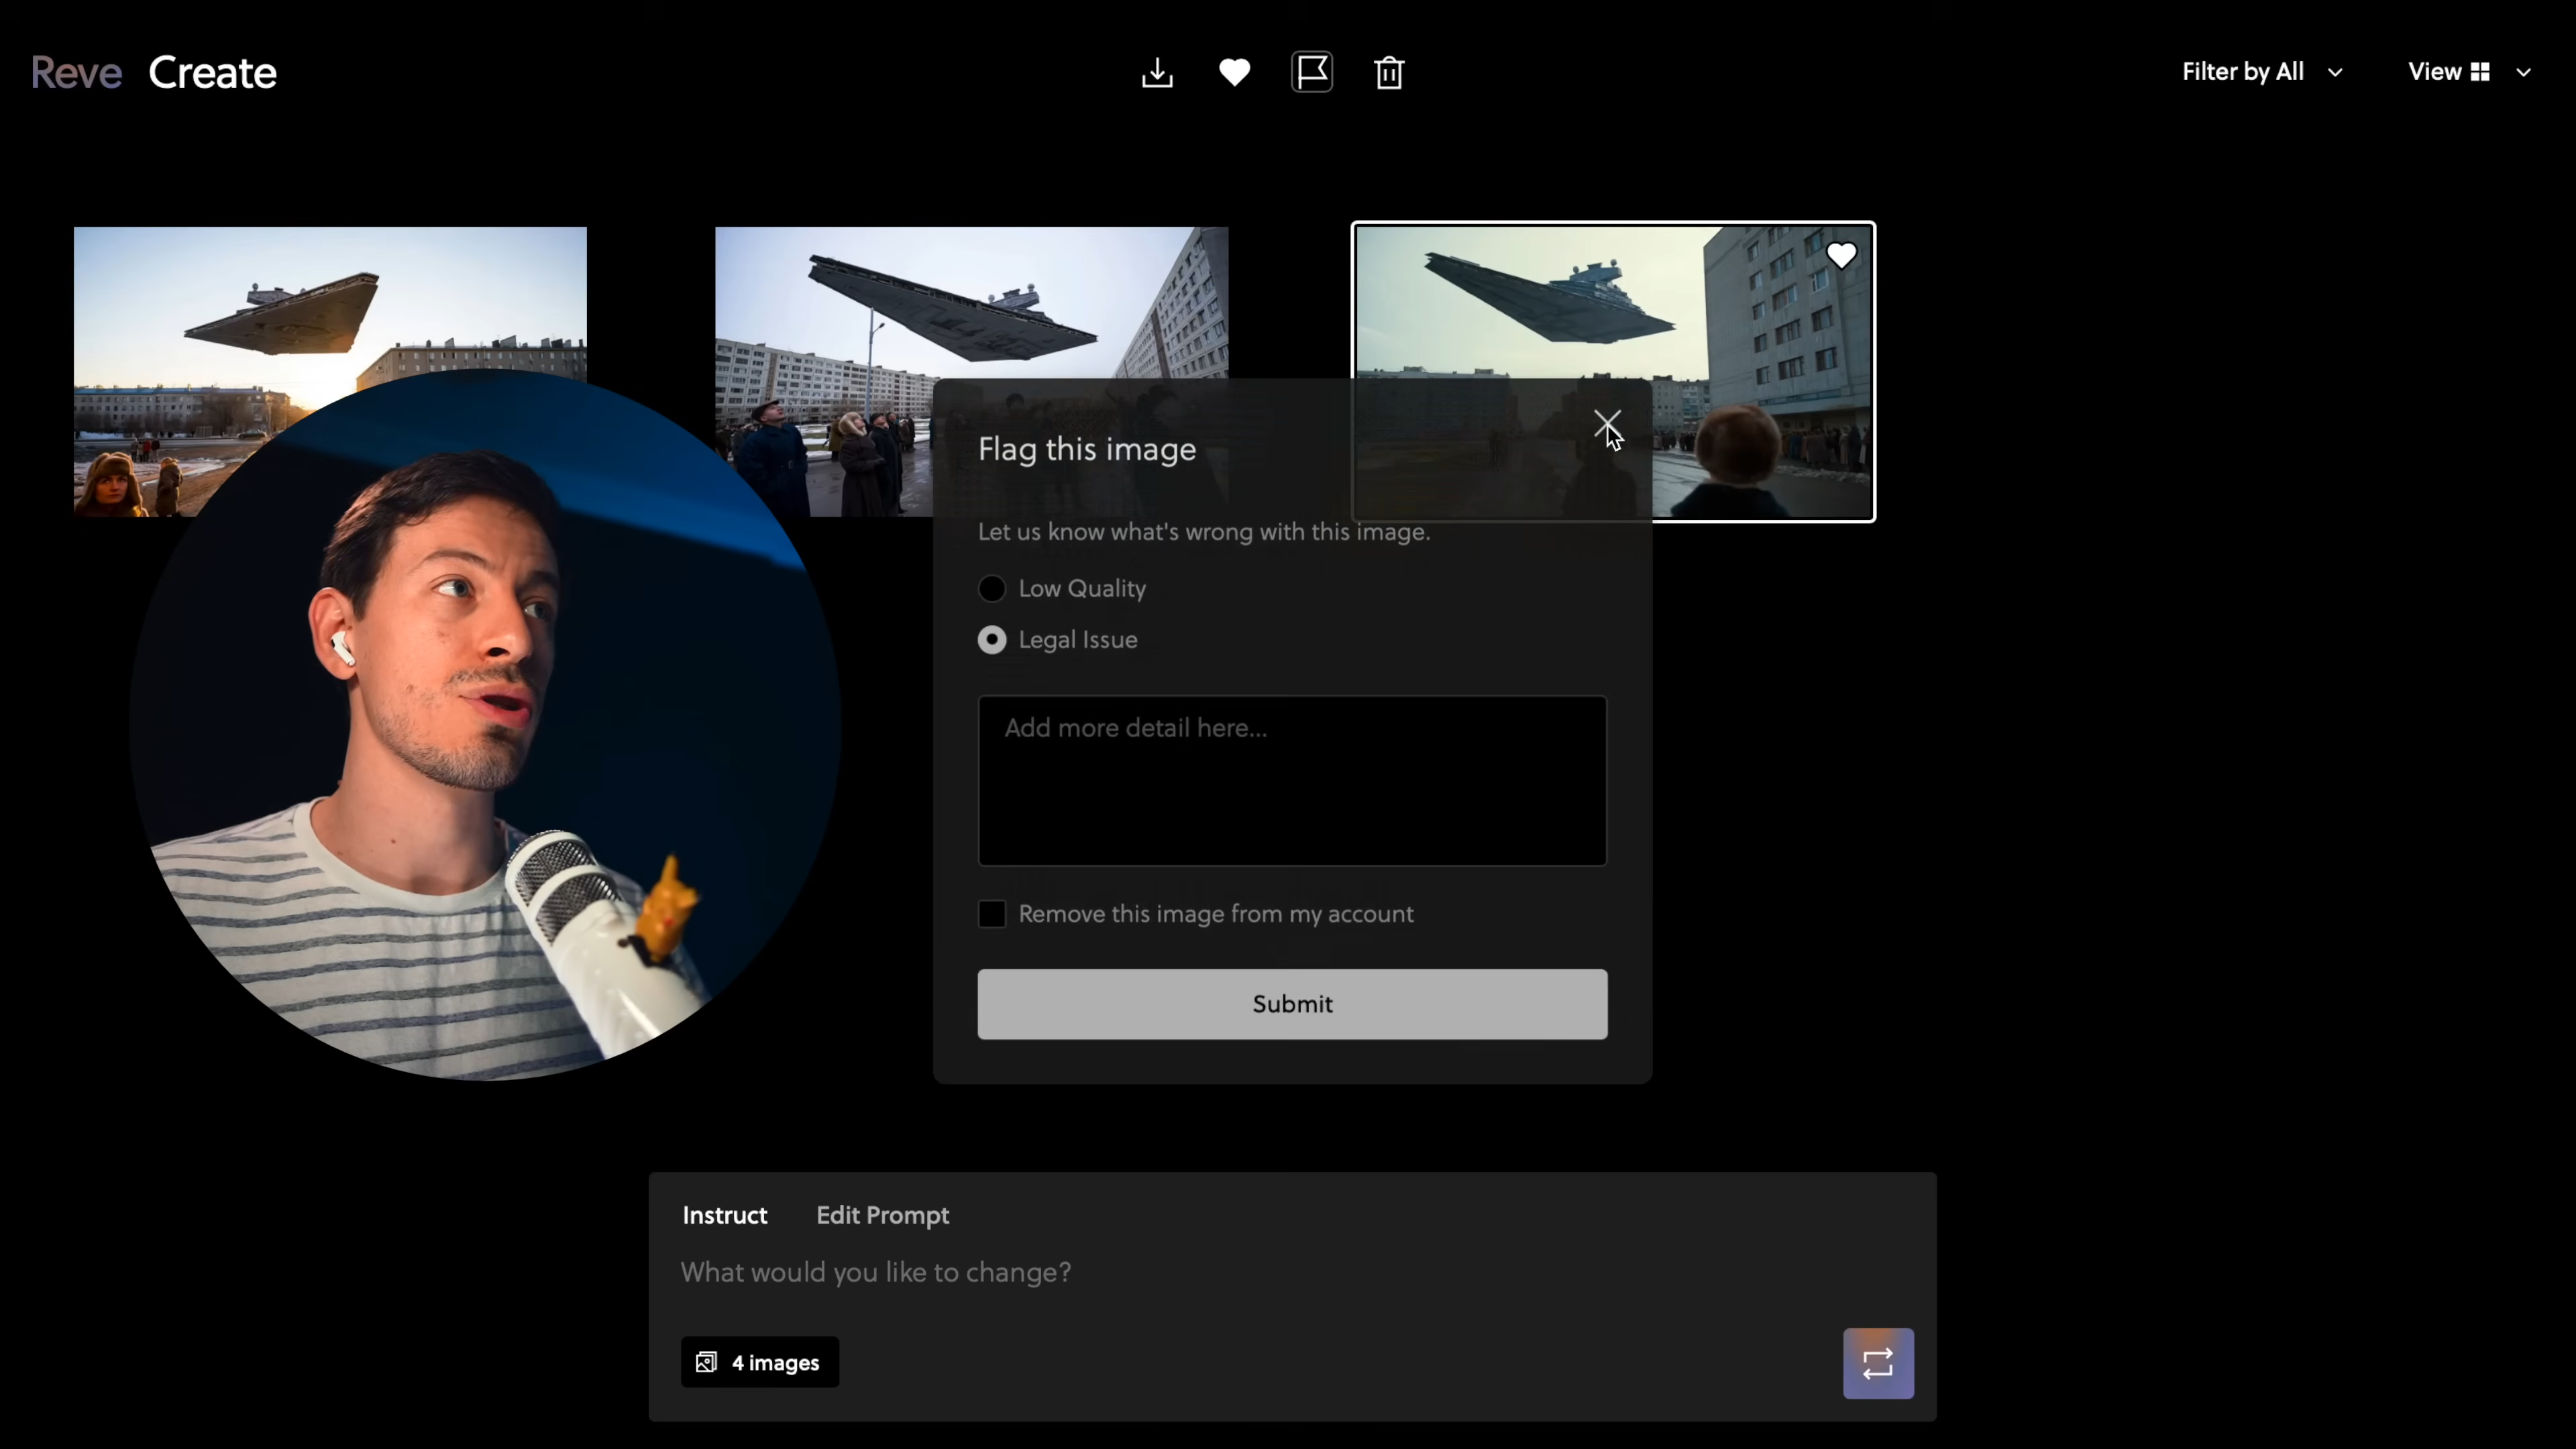 Reve Create
Filter by All
View
Flag this image
Let us know what's wrong with this image.
Low Quality
Legal Issue
Add more detail here...
Remove this image from my account
Submit
Instruct Edit Prompt
What would you like to change?
4 images